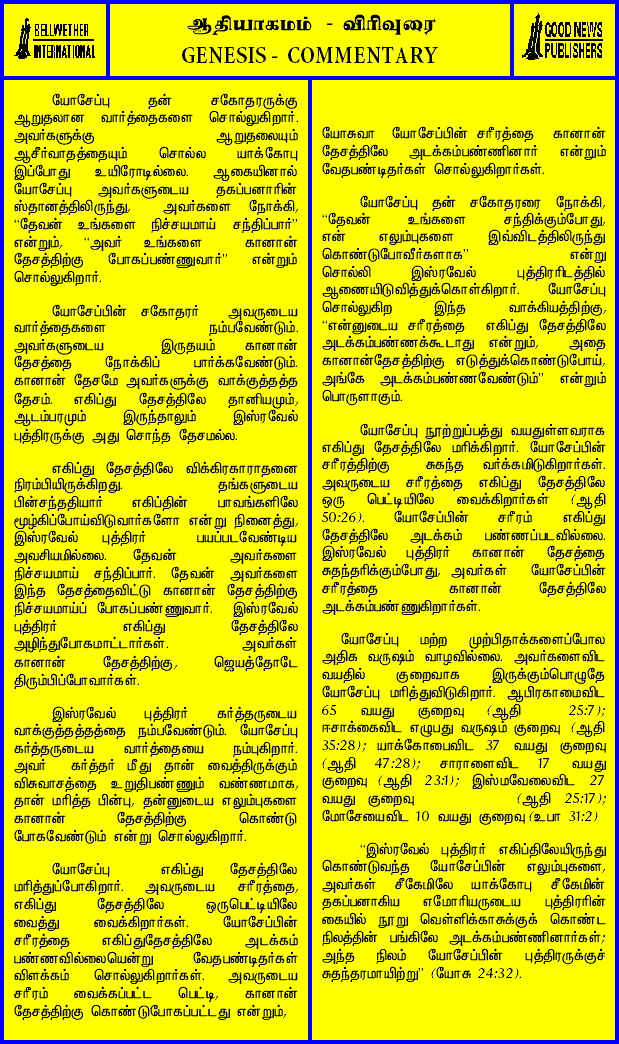 BELLWETHER
INTERNATIONAL
ஆதியாகமம் - விரிவுரை
GENESIS - COMMENTARY
GOOD NEWS
PUBLISHERS
யோசேப்பு தன் சகோதரருக்கு
ஆறுதலான வார்த்தைகளை சொல்லுகிறார்.
அவர்களுக்கு ஆறுதலையும்
ஆசீர்வாதத்தையும் சொல்ல யாக்கோபு
இப்போது உயிரோடில்லை. ஆகையினால்
யோசேப்பு அவர்களுடைய தகப்பனாரின்
ஸ்தானத்திலிருந்து, அவர்களை நோக்கி,
“தேவன் உங்களை நிச்சயமாய் சந்திப்பார்”
என்றும், “அவர் உங்களை கானான்
தேசத்திற்கு போகப்பண்ணுவார்” என்றும்
சொல்லுகிறார்.
யோசேப்பின் சகோதரர் அவருடைய
வார்த்தைகளை நம்பவேண்டும்.
அவர்களுடைய இருதயம் கானான்
தேசத்தை நோக்கிப் பார்க்கவேண்டும்.
கானான் தேசமே அவர்களுக்கு வாக்குத்தத்த
தேசம். எகிப்து தேசத்திலே தானியமும்,
ஆடம்பரமும் இருந்தாலும் இஸ்ரவேல்
புத்திரருக்கு அது சொந்த தேசமல்ல.
எகிப்து தேசத்திலே விக்கிரகாராதனை
நிரம்பியிருக்கிறது. தங்களுடைய
பின்சந்ததியார் எகிப்தின் பாவங்களிலே
மூழ்கிப்போய்விடுவார்களோ என்று நினைத்து,
இஸ்ரவேல் புத்திரர் பயப்படவேண்டிய
அவசியமில்லை. தேவன் அவர்களை
நிச்சயமாய் சந்திப்பார். தேவன் அவர்களை
இந்த தேசத்தைவிட்டு கானான் தேசத்திற்கு
நிச்சயமாய்ப் போகப்பண்ணுவார். இஸ்ரவேல்
புத்திரர் எகிப்து தேசத்திலே
அழிந்துபோகமாட்டார்கள். அவர்கள்
கானான் தேசத்திற்கு, ஜெயத்தோடே
திரும்பிப்போவார்கள்.
இஸ்ரவேல் புத்திரர் கர்த்தருடைய
வாக்குத்தத்தத்தை நம்பவேண்டும். யோசேப்பு
கர்த்தருடைய வார்த்தையை நம்புகிறார்.
அவர் கர்த்தர் மீது தான் வைத்திருக்கும்
விசுவாசத்தை உறுதிபண்ணும் வண்ணமாக,
தான் மரித்த பின்பு, தன்னுடைய எலும்புகளை
கானான் தேசத்திற்கு கொண்டு
போகவேண்டும் என்று சொல்லுகிறார்.
யோசேப்பு எகிப்து தேசத்திலே
மரித்துப்போகிறார். அவருடைய சரீரத்தை,
எகிப்து தேசத்திலே ஒருபெட்டியிலே
வைத்து வைக்கிறார்கள். யோசேப்பின்
சரீரத்தை எகிப்துதேசத்திலே அடக்கம்
பண்ணவில்லையென்று வேதபண்டிதர்கள்
விளக்கம் சொல்லுகிறார்கள். அவருடைய
சரீரம் வைக்கப்பட்ட பெட்டி, கானான்
தேசத்திற்கு கொண்டுபோகப்பட்டது என்றும்,
யோசுவா யோசேப்பின் சரீரத்தை கானான்
தேசத்திலே அடக்கம்பண்ணினார் என்றும்
வேதபண்டிதர்கள் சொல்லுகிறார்கள்.
யோசேப்பு தன் சகோதரரை நோக்கி,
“தேவன் உங்களை சந்திக்கும்போது,
என் எலும்புகளை இவ்விடத்திலிருந்து
கொண்டுபோவீர்களாக” என்று
சொல்லி இஸ்ரவேல் புத்திரரிடத்தில்
ஆணையிடுவித்துக்கொள்கிறார். யோசேப்பு
சொல்லுகிற இந்த வாக்கியத்திற்கு,
“என்னுடைய சரீரத்தை எகிப்து தேசத்திலே
அடக்கம்பண்ணக்கூடாது என்றும், அதை
கானான்தேசத்திற்கு எடுத்துக்கொண்டுபோய்,
அங்கே அடக்கம்பண்ணவேண்டும்” என்றும்
பொருளாகும்.
யோசேப்பு நூற்றுப்பத்து வயதுள்ளவராக
எகிப்து தேசத்திலே மரிக்கிறார். யோசேப்பின்
சரீரத்திற்கு சுகந்த வர்க்கமிடுகிறார்கள்.
அவருடைய சரீரத்தை எகிப்து தேசத்திலே
ஒரு பெட்டியிலே வைக்கிறார்கள் (ஆதி
50:26). யோசேப்பின் சரீரம் எகிப்து
தேசத்திலே அடக்கம் பண்ணப்படவில்லை.
இஸ்ரவேல் புத்திரர் கானான் தேசத்தை
சுதந்தரிக்கும்போது, அவர்கள் யோசேப்பின்
சரீரத்தை கானான் தேசத்திலே
அடக்கம்பண்ணுகிறார்கள்.
யோசேப்பு மற்ற முற்பிதாக்களைப்போல
அதிக வருஷம் வாழவில்லை. அவர்களைவிட
வயதில் குறைவாக இருக்கும்பொழுதே
யோசேப்பு மரித்துவிடுகிறார். ஆபிரகாமைவிட
65 வயது குறைவு (ஆதி 25:7);
ஈசாக்கைவிட எழுபது வருஷம் குறைவு (ஆதி
35:28); யாக்கோபைவிட 37 வயது குறைவு
(ஆதி 47:28); சாராளைவிட 17 வயது
குறைவு (ஆதி 23:1); இஸ்மவேலைவிட 27
வயது குறைவு (ஆதி 25:17);
மோசேயைவிட 10 வயது குறைவு (உபா 31:2)
“இஸ்ரவேல் புத்திரர் எகிப்திலேயிருந்து
கொண்டுவந்த யோசேப்பின் எலும்புகளை,
அவர்கள் சீகேமிலே யாக்கோபு சீகேமின்
தகப்பனாகிய எமோரியருடைய புத்திரரின்
கையில் நூறு வெள்ளிக்காசுக்குக் கொண்ட
நிலத்தின் பங்கிலே அடக்கம்பண்ணினார்கள்;
அந்த நிலம் யோசேப்பின் புத்திரருக்குச்
சுதந்தரமாயிற்று” (யோசு 24:32).